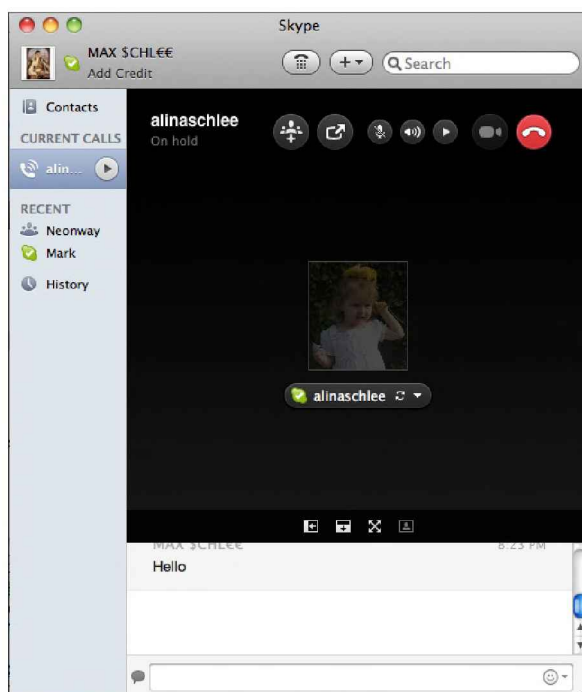 Skype
MAX $CHL€€
Add Credit
Search
Contacts
CURRENT CALLS
alin...
RECENT
Neonway
Mark
History
alinaschlee
On hold
alinaschlee
MAX $CHL€€ 8:23 PM
Hello